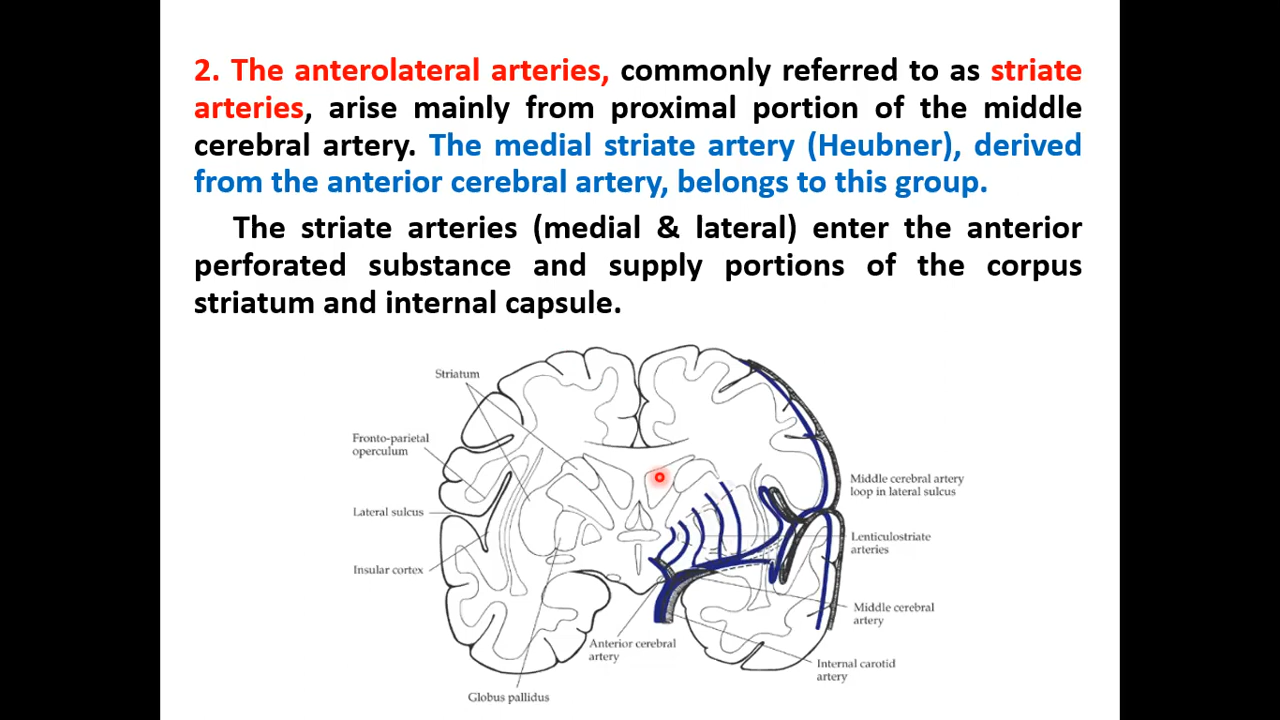 2. The anterolateral arteries, commonly referred to as striate
arteries, arise mainly from proximal portion of the middle
cerebral artery. The medial striate artery (Heubner), derived
from the anterior cerebral artery, belongs to this group.
The striate arteries (medial & lateral) enter the anterior
perforated substance and supply portions of the corpus
striatum and internal capsule.
Striatum
Fronto-parietal
operculum
Lateral sulcus
Insular cortex
Globus pallidus
Anterior cerebral
artery
Middle cerebral artery
loop in lateral sulcus
Lenticulostriate
arteries
Middle cerebral
artery
Internal carotid
artery